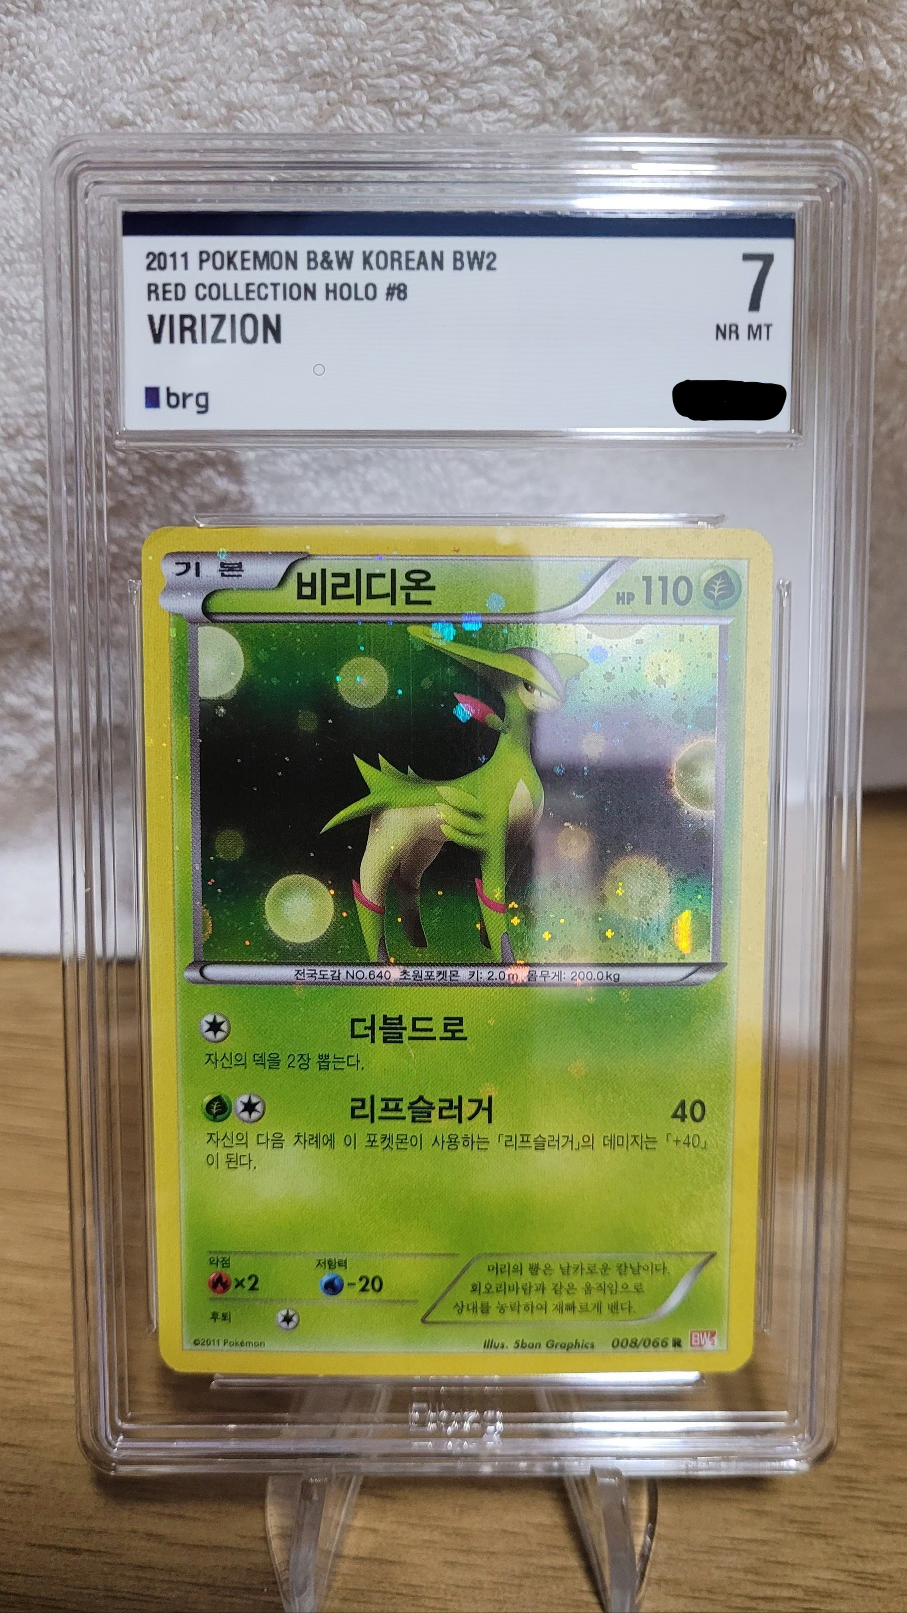 2011 POKEMON B&W KOREAN BW2
RED COLLECTION HOLO #8
VIRIZION
7
NR MT
brg
기본
비리디온
HP 110
전국도감 NO.640 초원포켓몬 키: 2.0m 몸무게: 200.0kg
더블드로
자신의 덱을 2장 뽑는다.
리프슬러거 40
자신의 다음 차례에 이 포켓몬이 사용하는 「리프슬러거」의 데미지는 「+40」
이 된다.
약점
×2
저항력
-20
후퇴
머리의 뿔은 날카로운 칼날이다.
회오리바람과 같은 움직임으로
상대를 농락하여 재빠르게 벤다.
©2011 Pokémon
Illus. 5ban Graphics 008/066 R